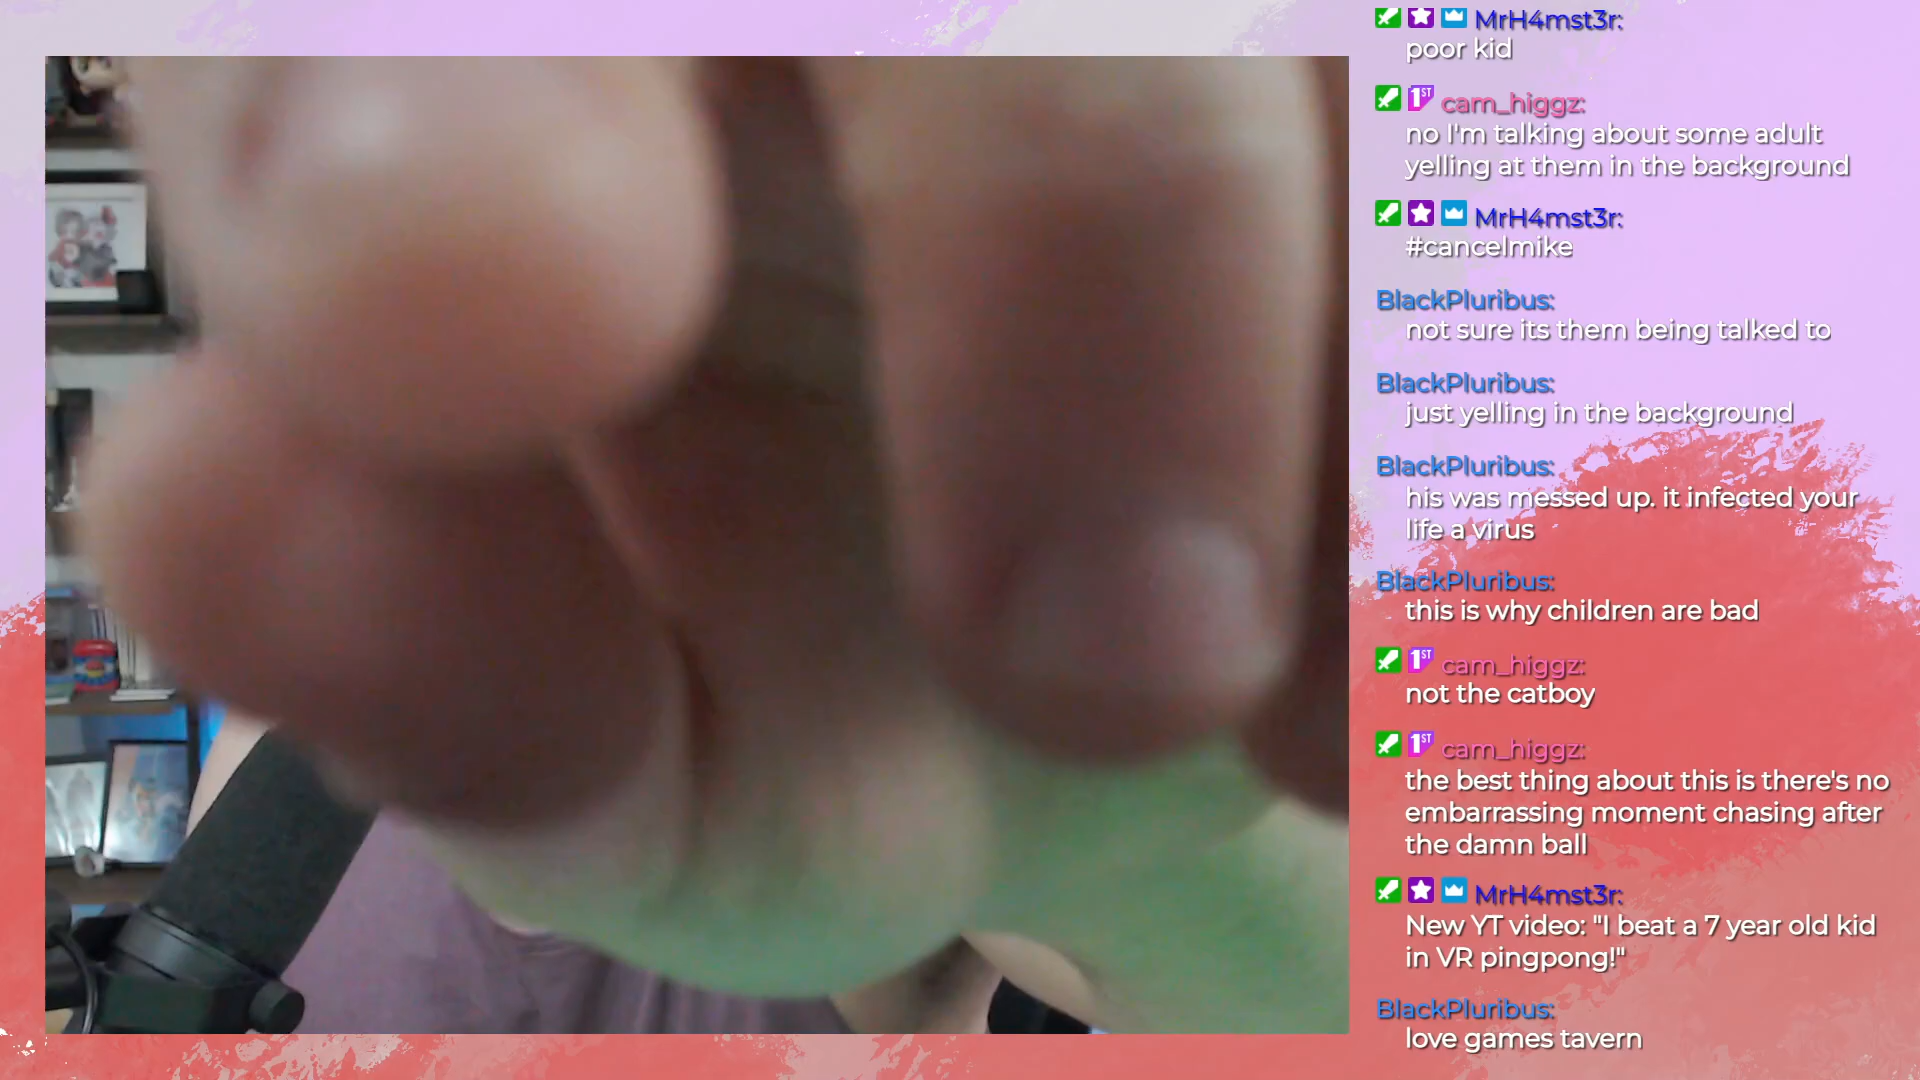 MrH4mst3r:
poor kid
1ST cam_higgz:
no I'm talking about some adult
yelling at them in the background
MrH4mst3r:
#cancelmike
BlackPluribus:
not sure its them being talked to
BlackPluribus:
just yelling in the background
BlackPluribus:
his was messed up. it infected your
life a virus
BlackPluribus:
this is why children are bad
1ST cam_higgz:
not the catboy
1ST cam_higgz:
the best thing about this is there's no
embarrassing moment chasing after
the damn ball
MrH4mst3r:
New YT video: "I beat a 7 year old kid
in VR pingpong!"
BlackPluribus:
love games tavern